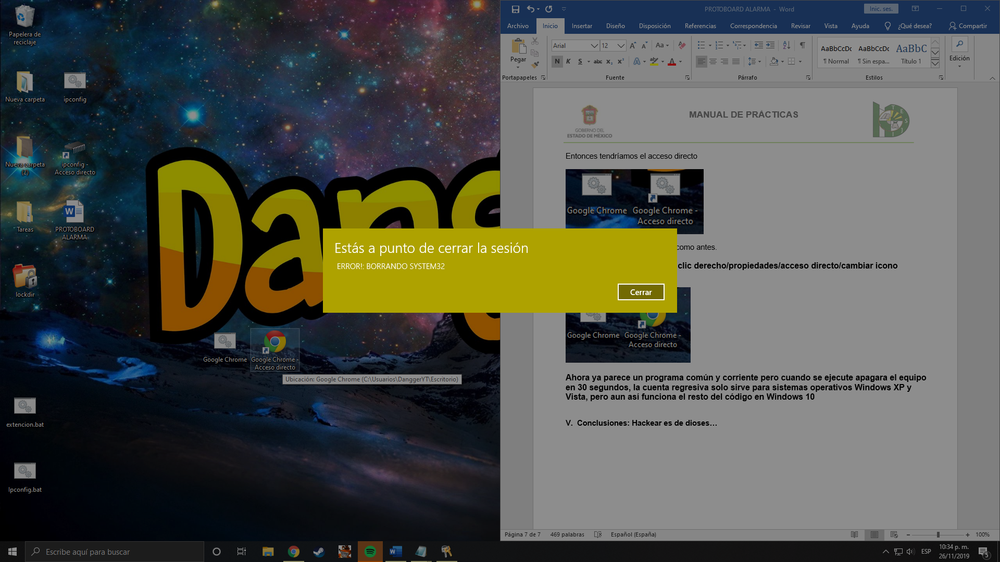 Papelera de
reciclaje
Nueva carpeta
ipconfig
Nueva carpeta
(2)
ipconfig -
Acceso directo
Tareas
PROTOBOARD
ALARMA
lockdir
extencion.bat
Ipconfig.bat
Dang
Google Chrome
Google Chrome -
Acceso directo
Ubicación: Google Chrome (C:\Usuarios\DanggerYT\Escritorio)
PROTOBOARD ALARMA - Word
Inic. ses.
Archivo Inicio Insertar Diseño Disposición Referencias Correspondencia Revisar Vista Ayuda ¿Qué desea? Compartir
Pegar
Arial 12
Aa
N K S abc x₂ x²
AaBbCcDc AaBbCcDc AaBbC
¶ Normal ¶ Sin espa... Título 1
Edición
Portapapeles Fuente Párrafo Estilos
GOBIERNO DEL
ESTADO DE MÉXICO
MANUAL DE PRÁCTICAS
Entonces tendríamos el acceso directo
Google Chrome Google Chrome -
Acceso directo
como antes.
clic derecho/propiedades/acceso directo/cambiar icono
Estás a punto de cerrar la sesión
ERROR!: BORRANDO SYSTEM32
Cerrar
Google Chrome Google Chrome -
Acceso directo
Ahora ya parece un programa común y corriente pero cuando se ejecute apagara el equipo
en 30 segundos, la cuenta regresiva solo sirve para sistemas operativos Windows XP y
Vista, pero aun así funciona el resto del código en Windows 10
V. Conclusiones: Hackear es de dioses…
Página 7 de 7 469 palabras Español (España) 100%
Escribe aquí para buscar
ESP
10:34 p. m.
26/11/2019
5